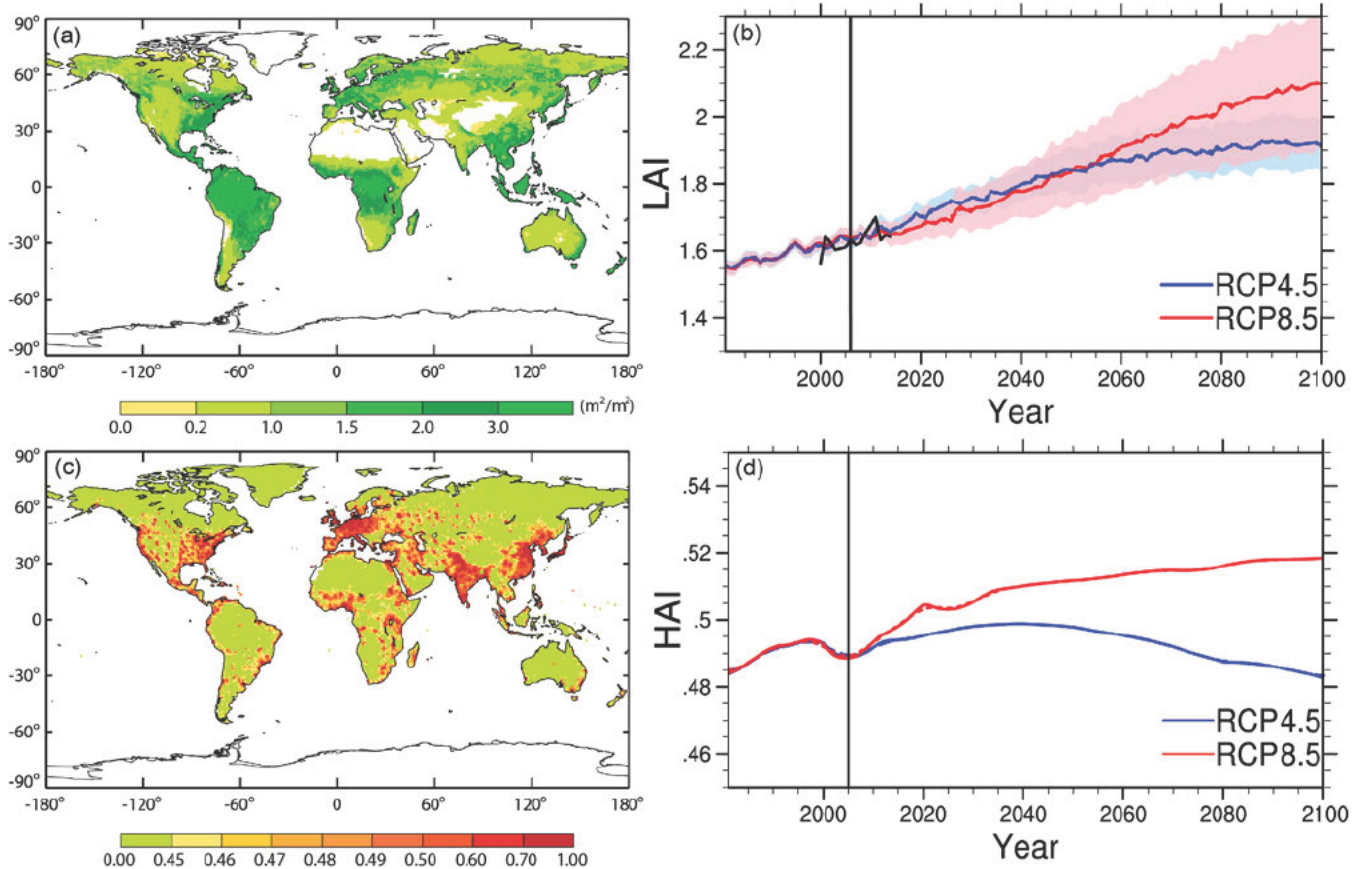 (a)
90°
60°
30°
0
-30°
-60°
-90°
-180° -120° -60° 0 60° 120° 180°
0.0 0.2 1.0 1.5 2.0 3.0 (m²/m²)
(b)
2.2
2
1.8
1.6
1.4
LAI
RCP4.5
RCP8.5
2000 2020 2040 2060 2080 2100
Year
(c)
90°
60°
30°
0
-30°
-60°
-90°
-180° -120° -60° 0 60° 120° 180°
0.00 0.45 0.46 0.47 0.48 0.49 0.50 0.60 0.70 1.00
(d)
.54
.52
.5
.48
.46
HAI
RCP4.5
RCP8.5
2000 2020 2040 2060 2080 2100
Year